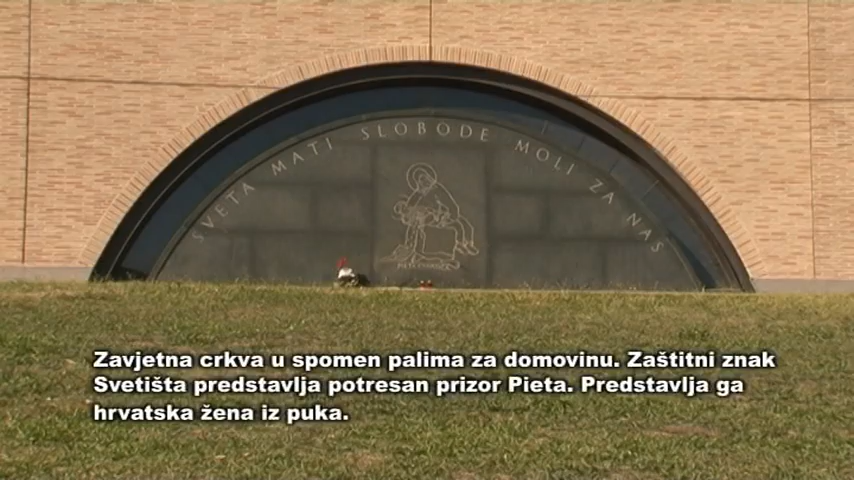 SVETA MATI SLOBODE MOLI ZA NAS
Zavjetna crkva u spomen palima za domovinu. Zaštitni znak
Svetišta predstavlja potresan prizor Pieta. Predstavlja ga
hrvatska žena iz puka.